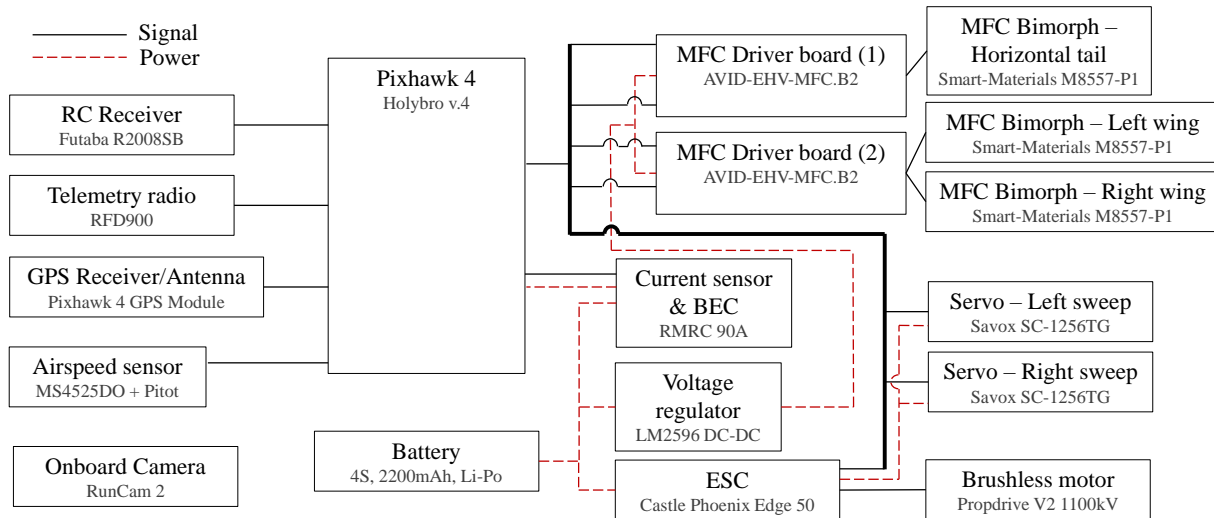 Signal
Power
Pixhawk 4
Holybro v.4
RC Receiver
Futaba R2008SB
Telemetry radio
RFD900
GPS Receiver/Antenna
Pixhawk 4 GPS Module
Airspeed sensor
MS4525DO + Pitot
Onboard Camera
RunCam 2
Battery
4S, 2200mAh, Li-Po
MFC Driver board (1)
AVID-EHV-MFC.B2
MFC Driver board (2)
AVID-EHV-MFC.B2
Current sensor
& BEC
RMRC 90A
Voltage
regulator
LM2596 DC-DC
ESC
Castle Phoenix Edge 50
MFC Bimorph –
Horizontal tail
Smart-Materials M8557-P1
MFC Bimorph – Left wing
Smart-Materials M8557-P1
MFC Bimorph – Right wing
Smart-Materials M8557-P1
Servo – Left sweep
Savox SC-1256TG
Servo – Right sweep
Savox SC-1256TG
Brushless motor
Propdrive V2 1100kV